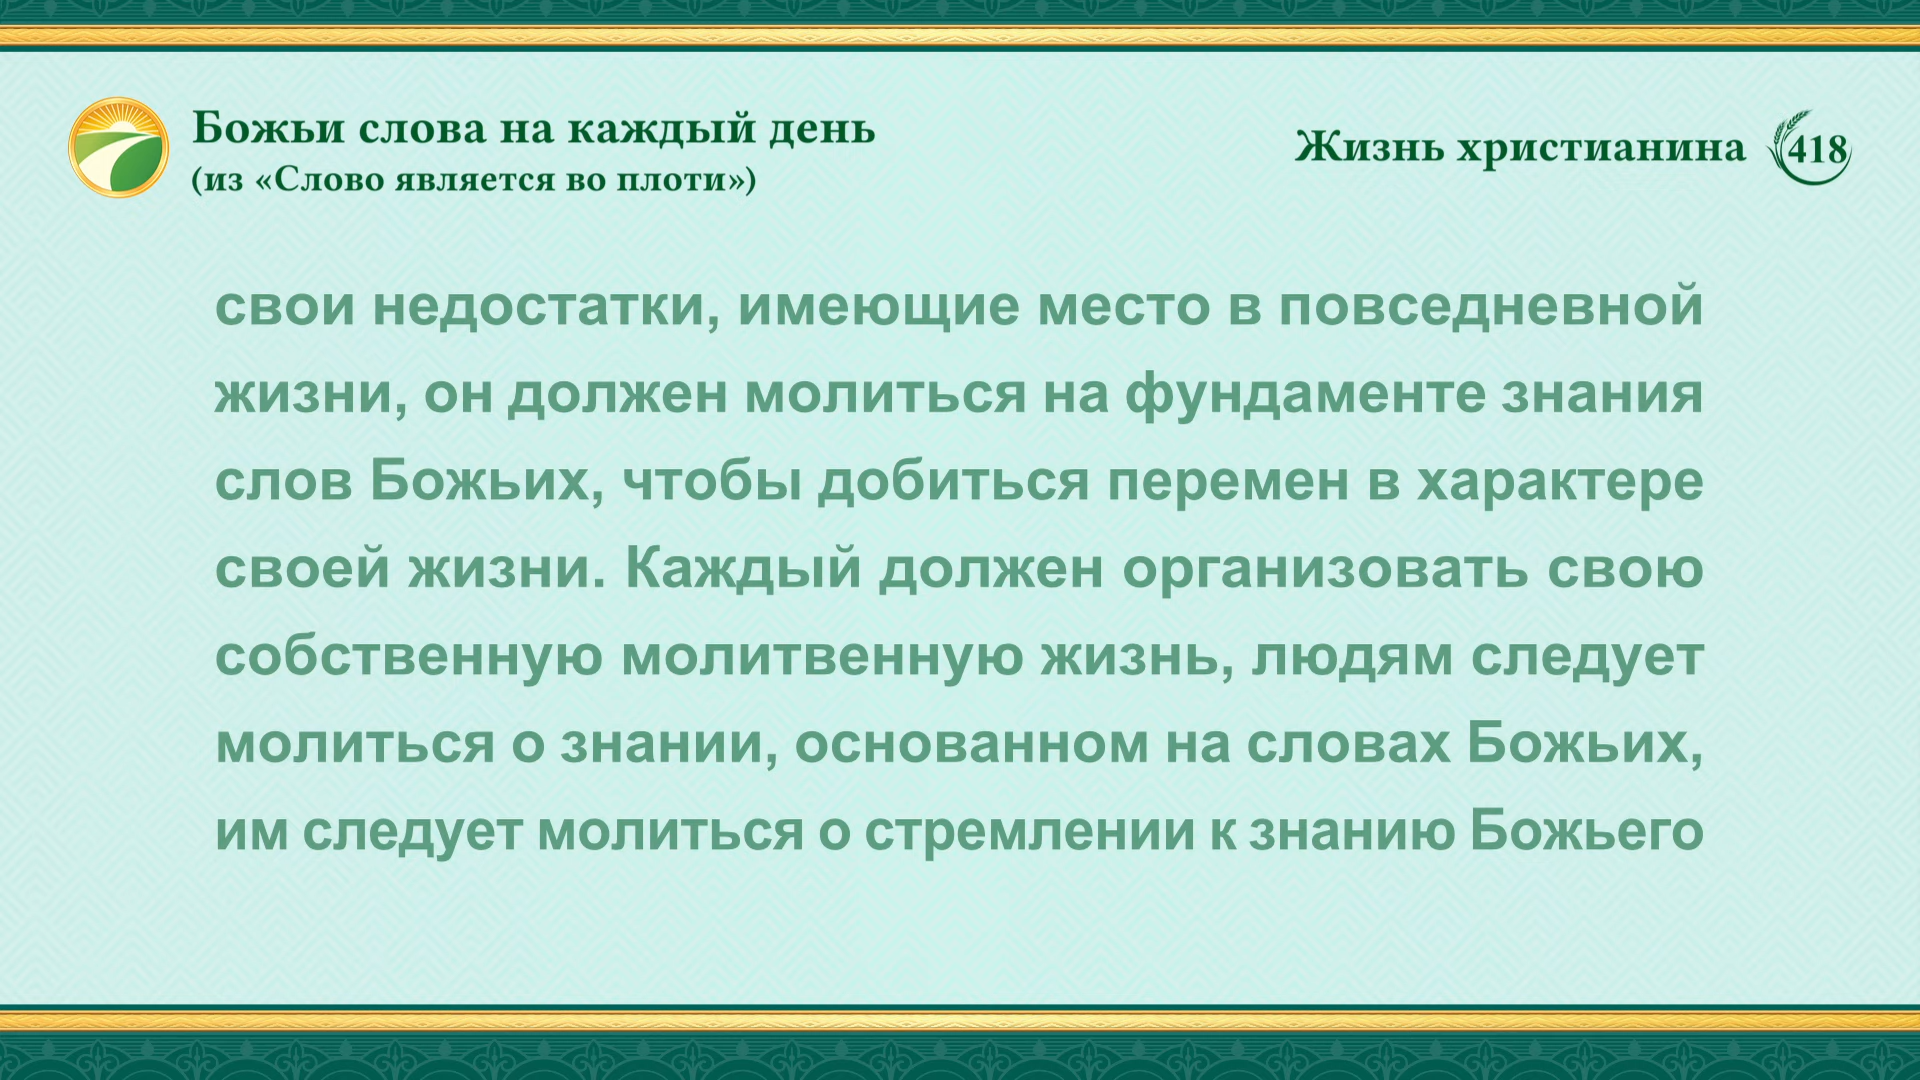 Божьи слова на каждый день
(из «Слово является во плоти»)
Жизнь христианина 418
свои недостатки, имеющие место в повседневной
жизни, он должен молиться на фундаменте знания
слов Божьих, чтобы добиться перемен в характере
своей жизни. Каждый должен организовать свою
собственную молитвенную жизнь, людям следует
молиться о знании, основанном на словах Божьих,
им следует молиться о стремлении к знанию Божьего